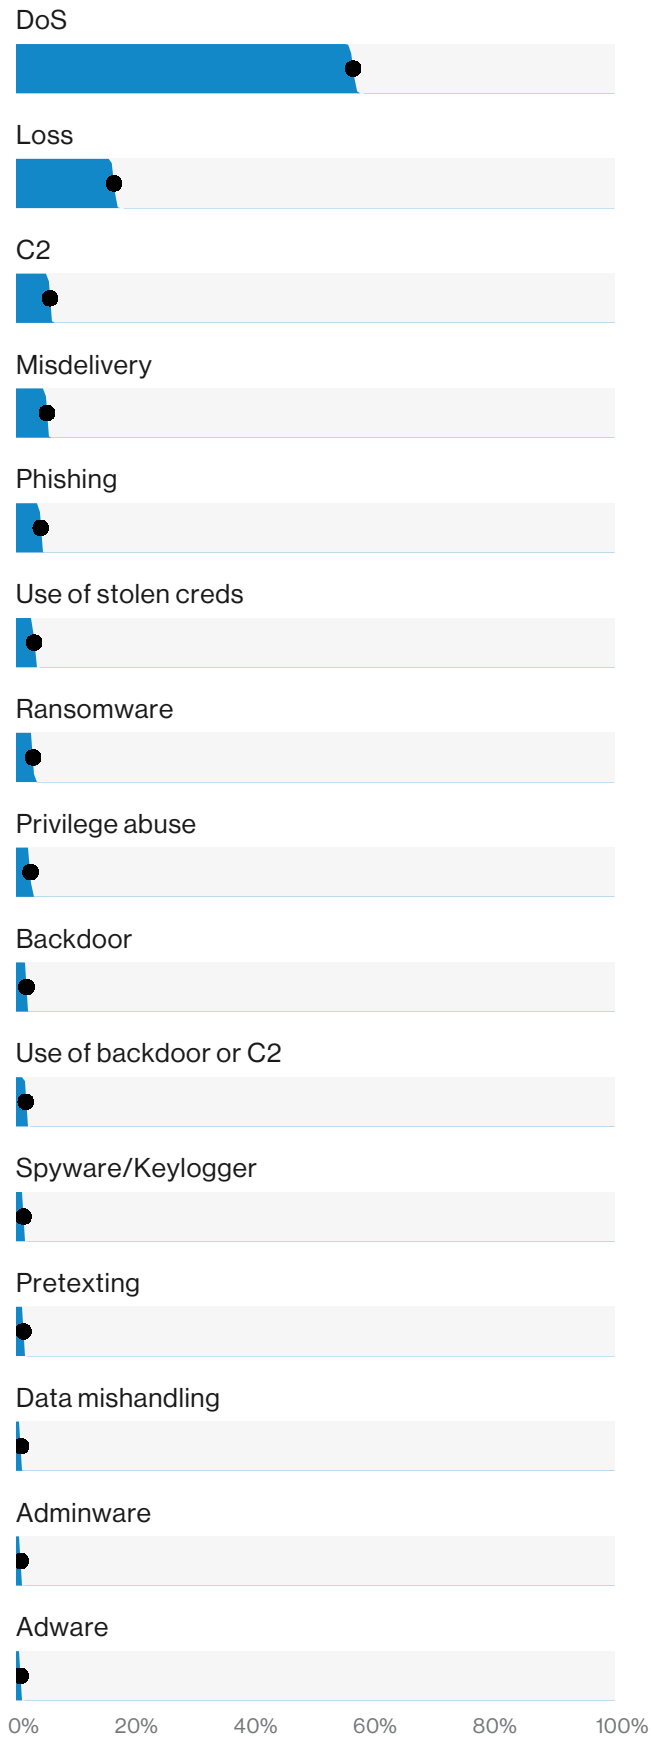 DoS
Loss
C2
Misdelivery
Phishing
Use of stolen creds
Ransomware
Privilege abuse
Backdoor
Use of backdoor or C2
Spyware/Keylogger
Pretexting
Data mishandling
Adminware
Adware
0% 20% 40% 60% 80% 100%